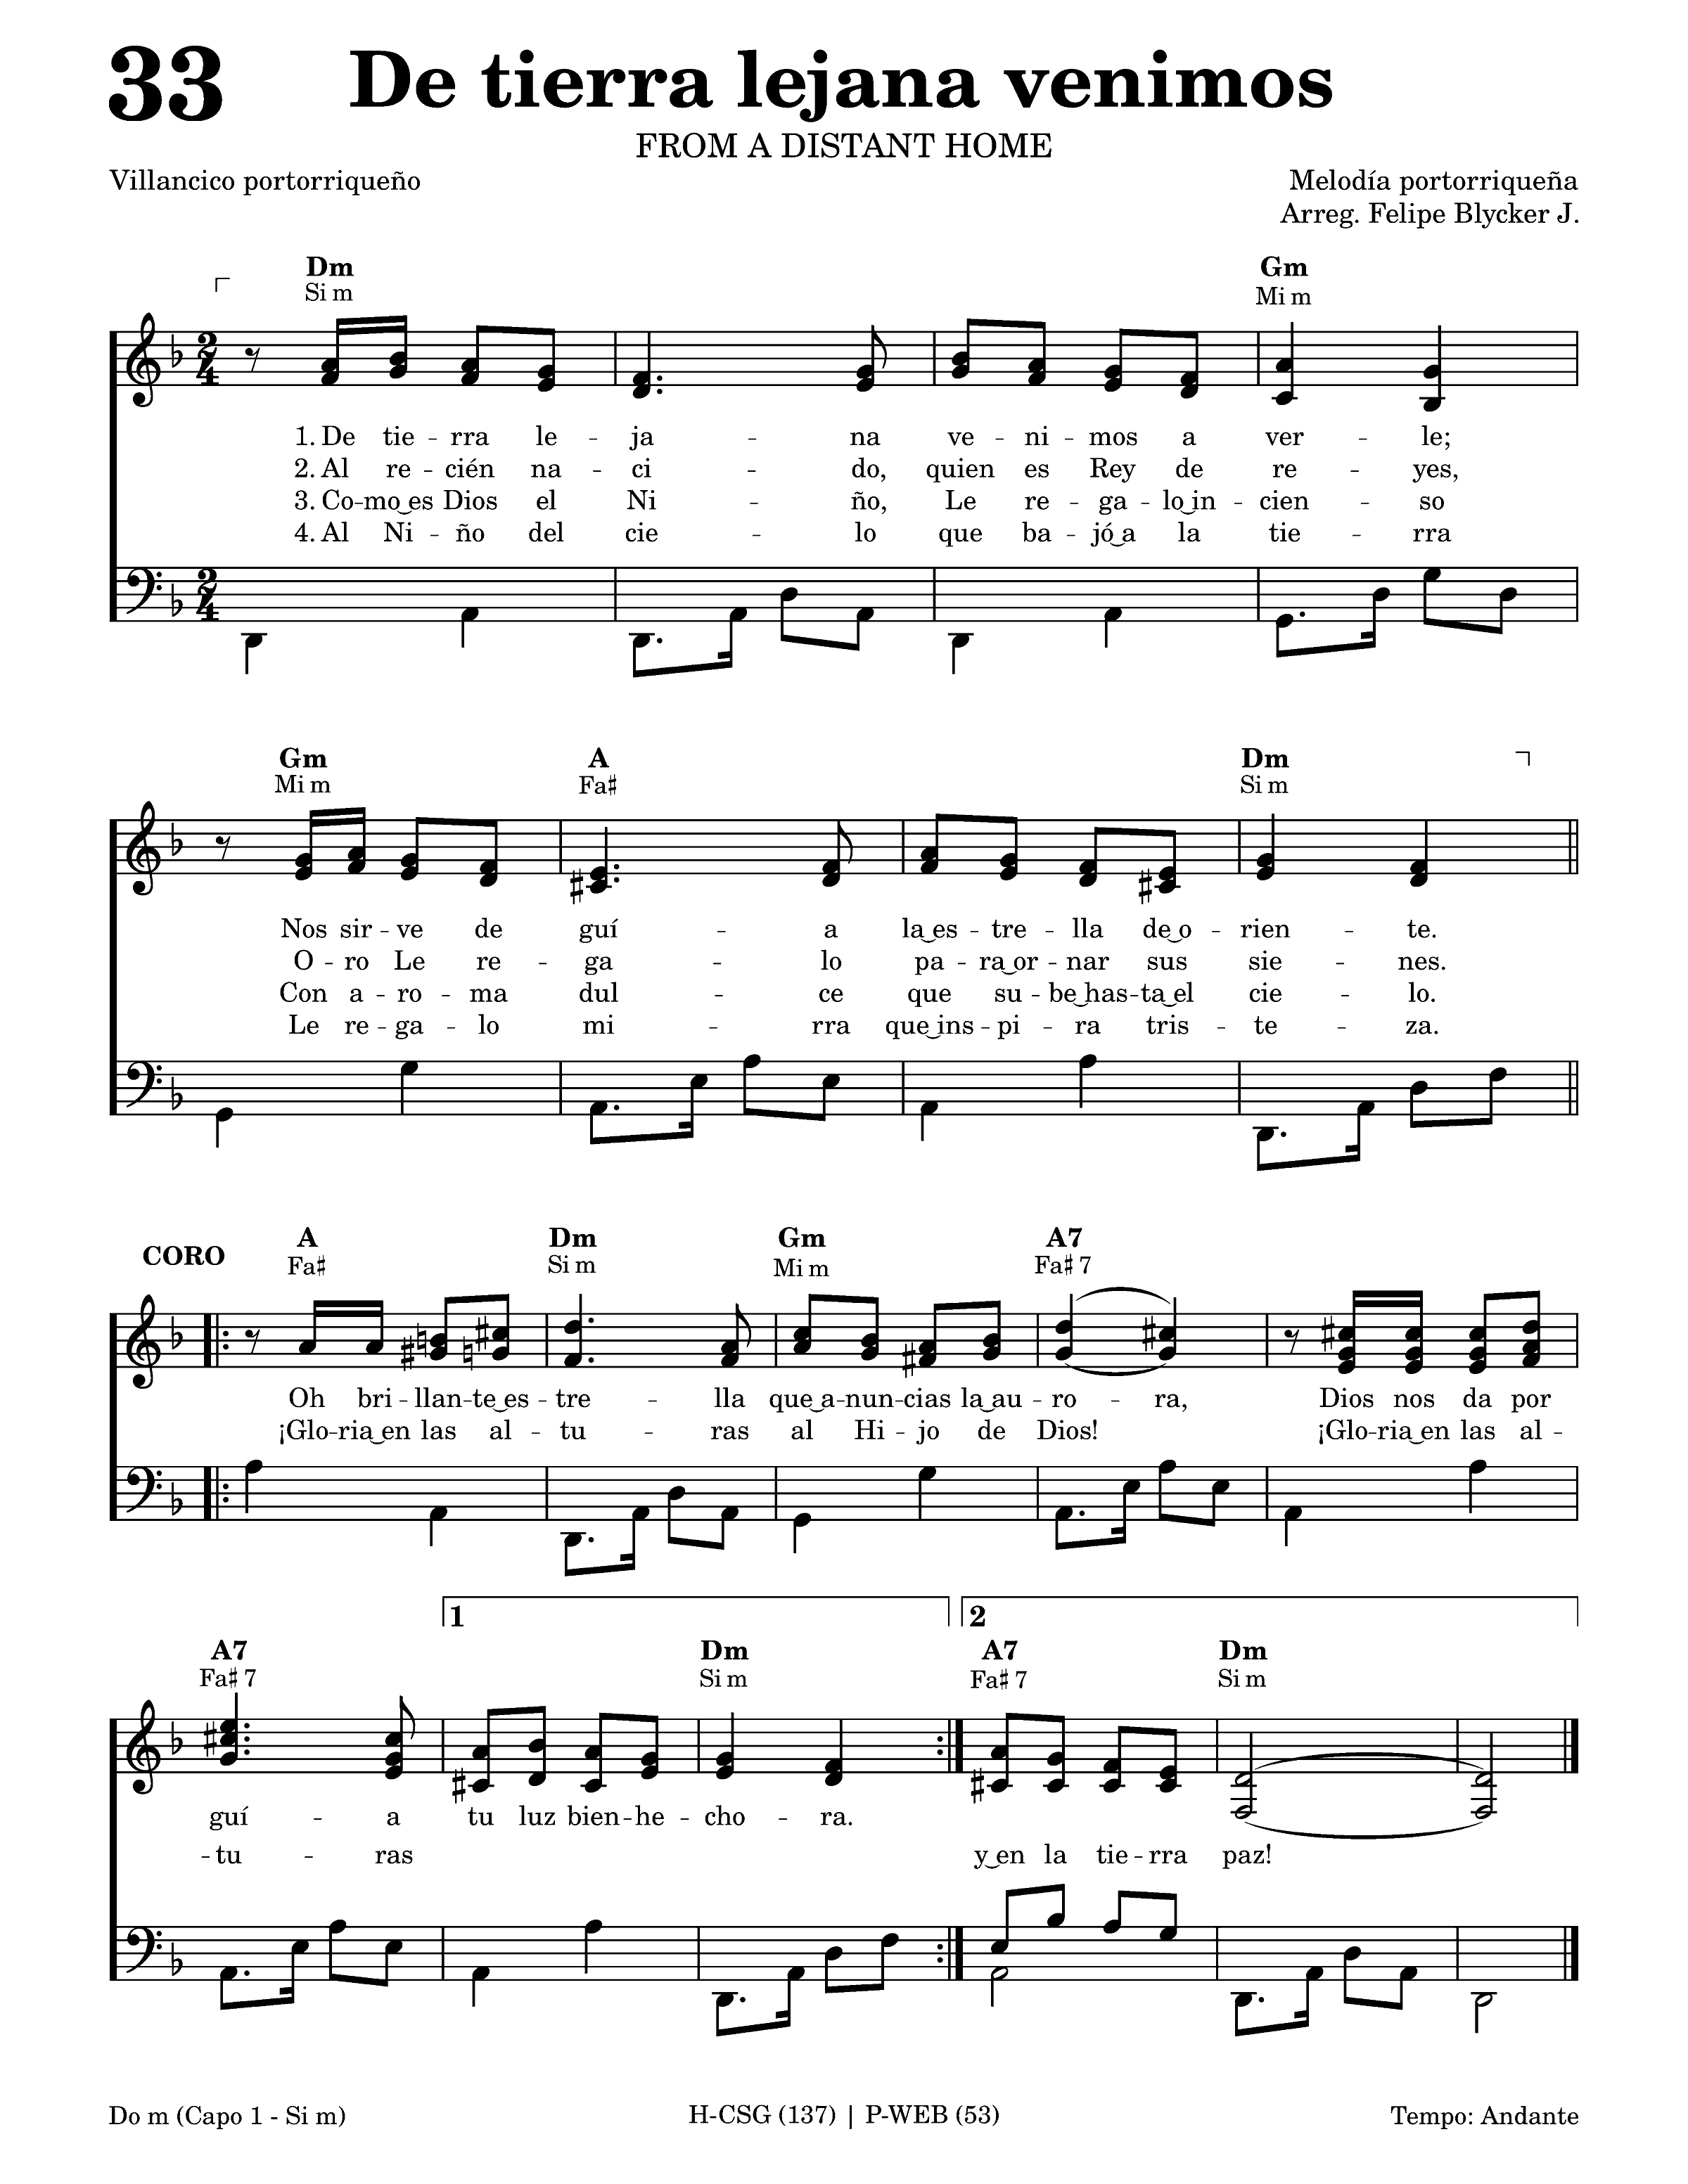 33 De tierra lejana venimos
FROM A DISTANT HOME
Villancico portorriqueño Melodía portorriqueña
Arreg. Felipe Blycker J.
Dm Gm
Si m Mi m
2 4
1. De tie -- rra le -- ja -- na ve -- ni -- mos a ver -- le;
2. Al re -- cién na -- ci -- do, quien es Rey de re -- yes,
3. Co -- mo es Dios el Ni -- ño, Le re -- ga -- lo in -- cien -- so
4. Al Ni -- ño del cie -- lo que ba -- jó a la tie -- rra
2 4
Gm A Dm
Mi m Fa♯ Si m
Nos sir -- ve de guí -- a la es -- tre -- lla de o -- rien -- te.
O -- ro Le re -- ga -- lo pa -- ra or -- nar sus sie -- nes.
Con a -- ro -- ma dul -- ce que su -- be has -- ta el cie -- lo.
Le re -- ga -- lo mi -- rra que ins -- pi -- ra tris -- te -- za.
CORO
A Dm Gm A7
Fa♯ Si m Mi m Fa♯ 7
Oh bri -- llan -- te es -- tre -- lla que a -- nun -- cias la au -- ro -- ra, Dios nos da por
¡Glo -- ria en las al -- tu -- ras al Hi -- jo de Dios! ¡Glo -- ria en las al --
1 2
A7 Dm A7 Dm
Fa♯ 7 Si m Fa♯ 7 Si m
guí -- a tu luz bien -- he -- cho -- ra.
-- tu -- ras y en la tie -- rra paz!
Do m (Capo 1 - Si m) H-CSG (137) | P-WEB (53) Tempo: Andante